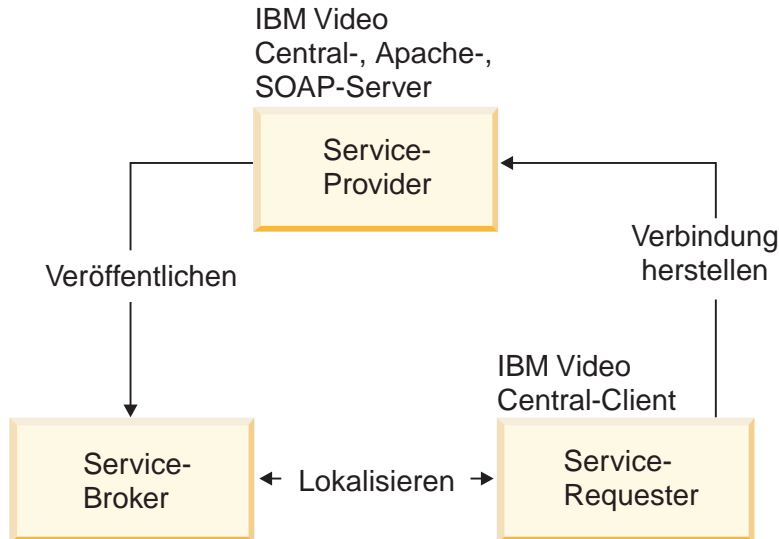 IBM Video
Central-, Apache-,
SOAP-Server
Service-
Provider
Veröffentlichen
Verbindung
herstellen
IBM Video
Central-Client
Service-
Broker
Lokalisieren
Service-
Requester